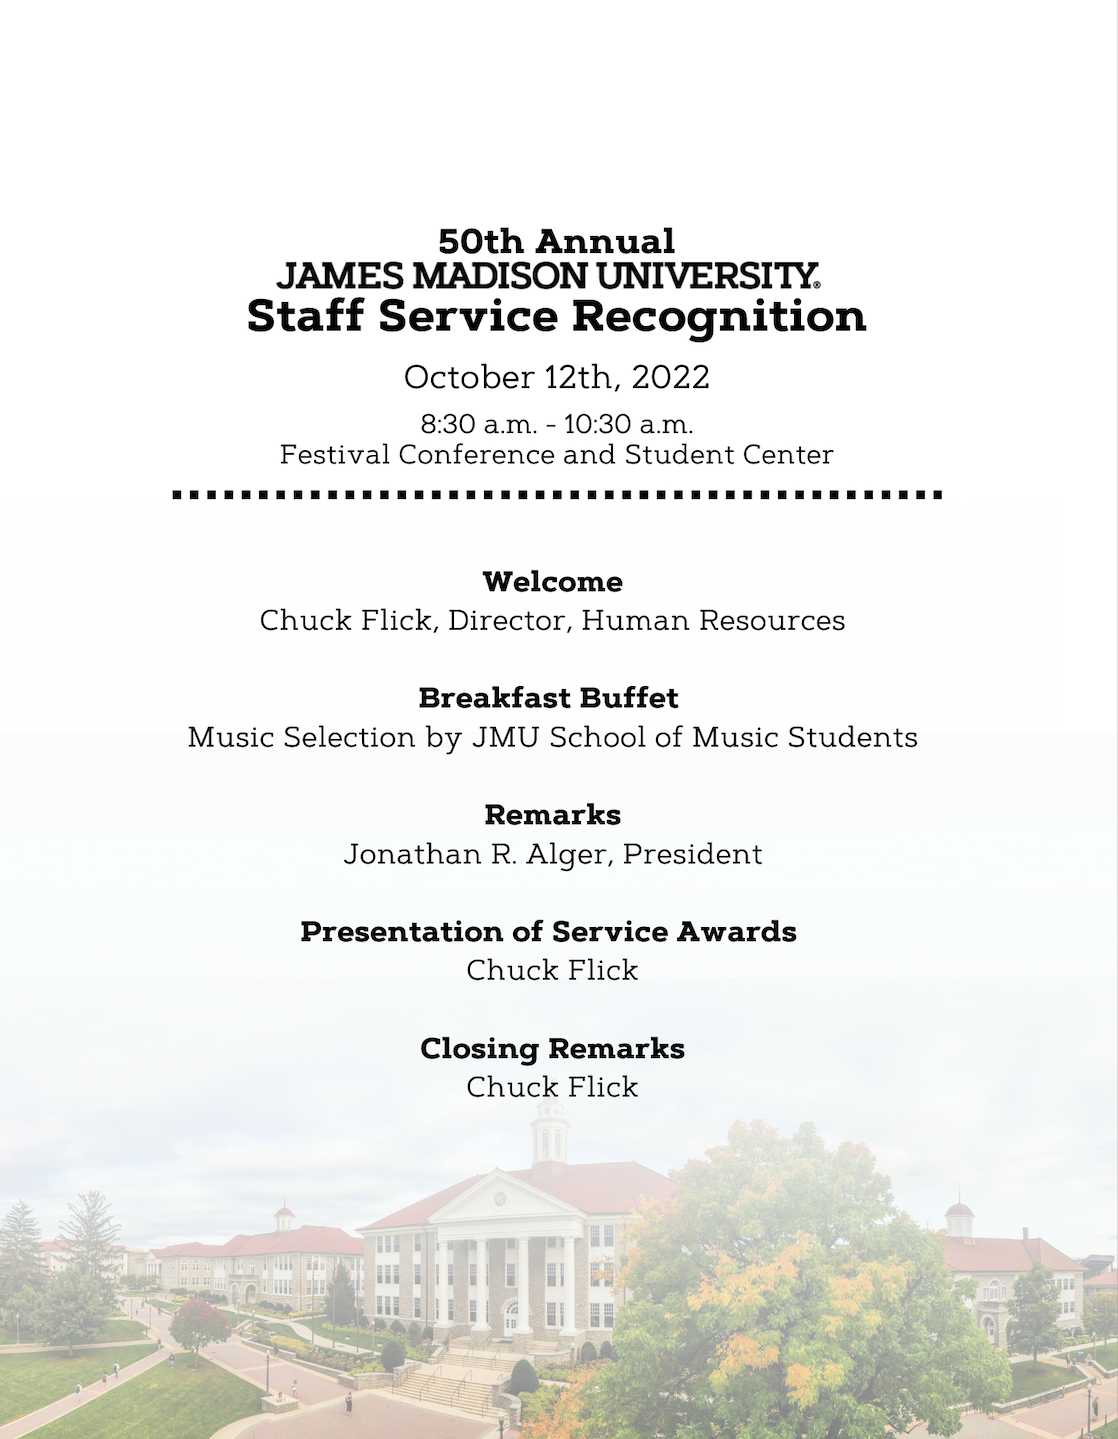 50th Annual
JAMES MADISON UNIVERSITY®
Staff Service Recognition
October 12th, 2022
8:30 a.m. - 10:30 a.m.
Festival Conference and Student Center
Welcome
Chuck Flick, Director, Human Resources
Breakfast Buffet
Music Selection by JMU School of Music Students
Remarks
Jonathan R. Alger, President
Presentation of Service Awards
Chuck Flick
Closing Remarks
Chuck Flick